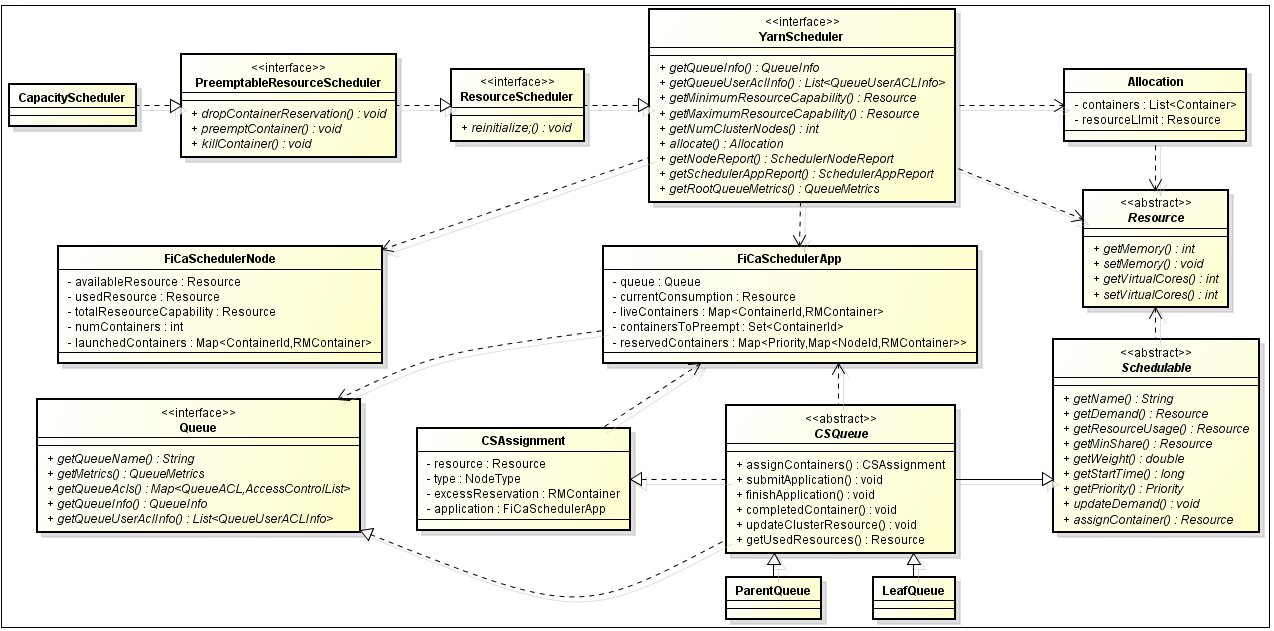 CapacityScheduler
<<interface>>
PreemptableResourceScheduler
+ dropContainerReservation() : void
+ preemptContainer() : void
+ killContainer() : void
<<interface>>
ResourceScheduler
+ reinitialize;() : void
<<interface>>
YarnScheduler
+ getQueueInfo() : QueueInfo
+ getQueueUserAclInfo() : List<QueueUserACLInfo>
+ getMinimumResourceCapability() : Resource
+ getMaximumResourceCapability() : Resource
+ getNumClusterNodes() : int
+ allocate() : Allocation
+ getNodeReport() : SchedulerNodeReport
+ getSchedulerAppReport() : SchedulerAppReport
+ getRootQueueMetrics() : QueueMetrics
Allocation
- containers : List<Container>
- resourceLImit : Resource
<<abstract>>
Resource
+ getMemory() : int
+ setMemory() : void
+ getVirtualCores() : int
+ setVirtualCores() : int
FiCaSchedulerNode
- availableResource : Resource
- usedResource : Resource
- totalReseourceCapability : Resource
- numContainers : int
- launchedContainers : Map<ContainerId,RMContainer>
FiCaSchedulerApp
- queue : Queue
- currentConsumption : Resource
- liveContainers : Map<ContainerId,RMContainer>
- containersToPreempt : Set<ContainerId>
- reservedContainers : Map<Priority,Map<NodeId,RMContainer>>
<<abstract>>
Schedulable
+ getName() : String
+ getDemand() : Resource
+ getResourceUsage() : Resource
+ getMinShare() : Resource
+ getWeight() : double
+ getStartTime() : long
+ getPriority() : Priority
+ updateDemand() : void
+ assignContainer() : Resource
<<interface>>
Queue
+ getQueueName() : String
+ getMetrics() : QueueMetrics
+ getQueueAcls() : Map<QueueACL,AccessControlList>
+ getQueueInfo() : QueueInfo
+ getQueueUserAclInfo() : List<QueueUserACLInfo>
CSAssignment
- resource : Resource
- type : NodeType
- excessReservation : RMContainer
- application : FiCaSchedulerApp
<<abstract>>
CSQueue
+ assignContainers() : CSAssignment
+ submitApplication() : void
+ finishApplication() : void
+ completedContainer() : void
+ updateClusterResource() : void
+ getUsedResources() : Resource
ParentQueue
LeafQueue